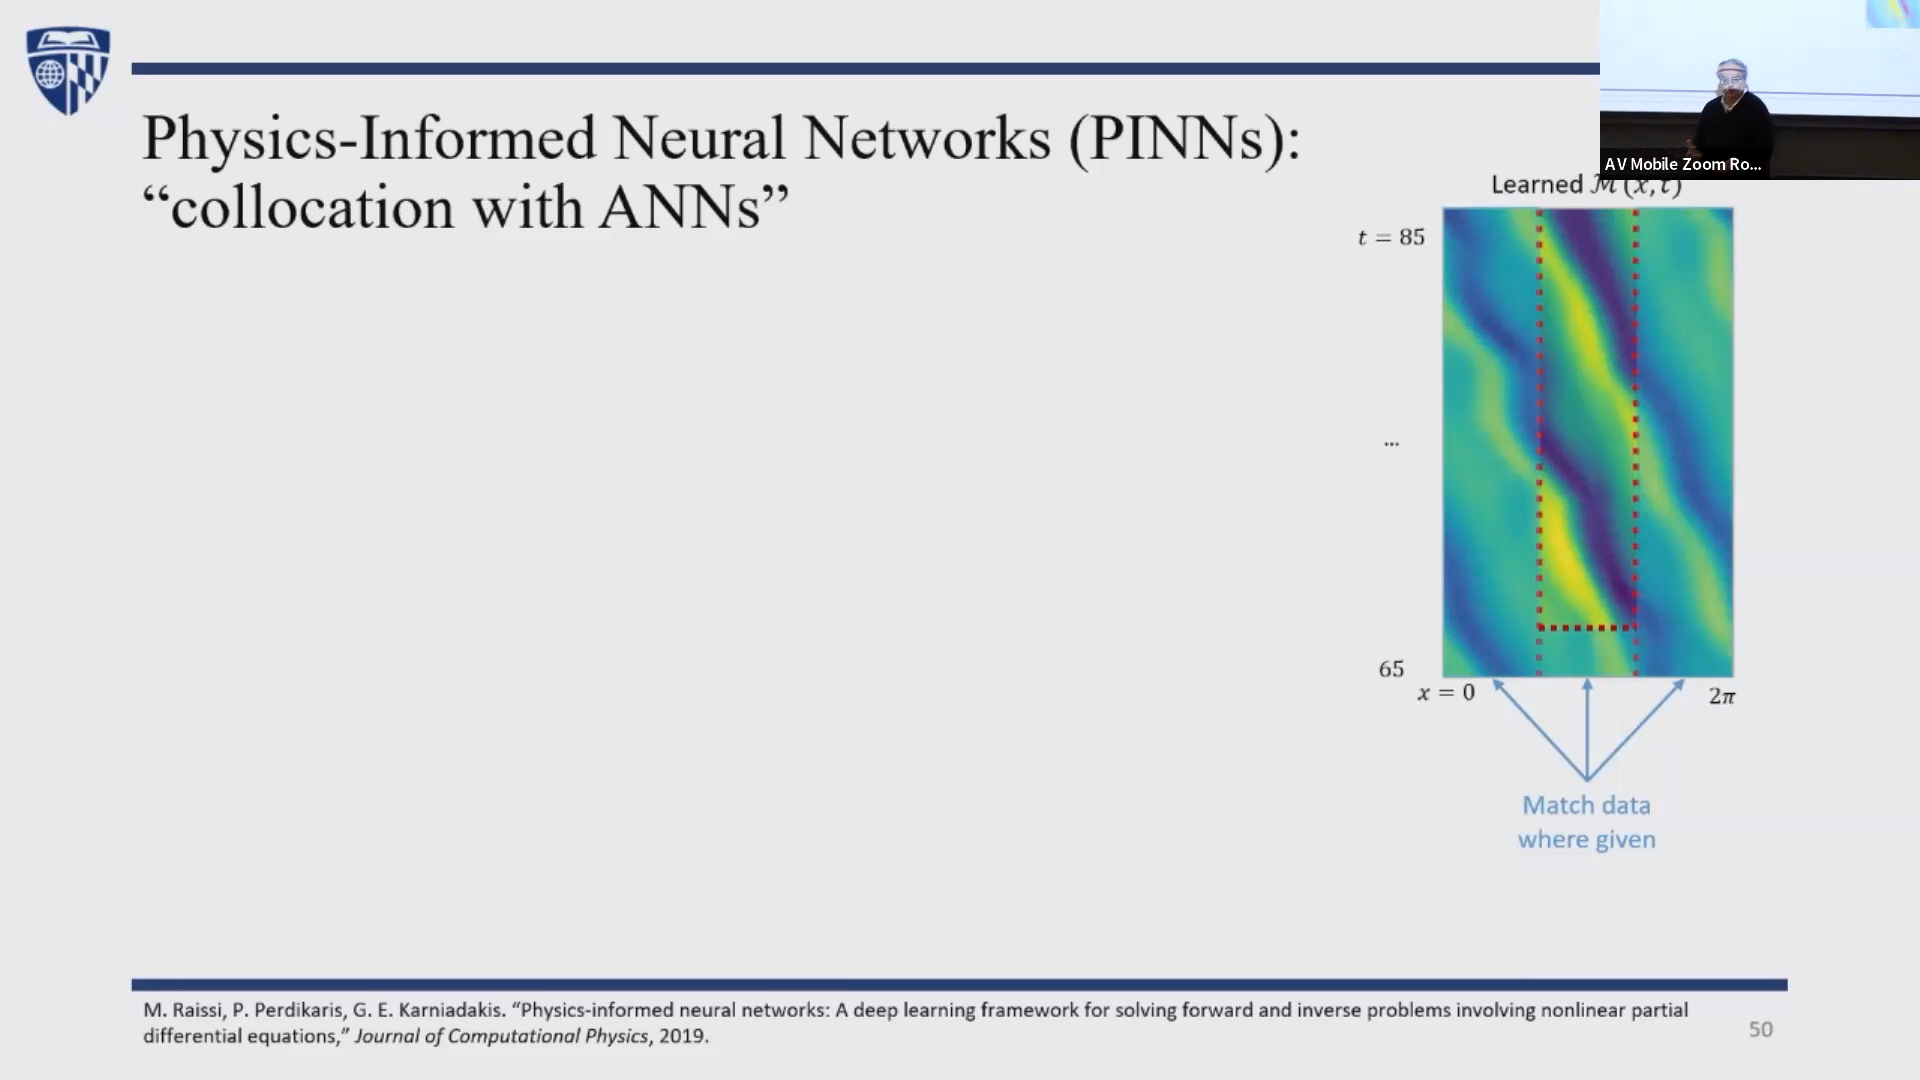 Physics-Informed Neural Networks (PINNs):
“collocation with ANNs”
AV Mobile Zoom Ro...
Learned ℳ (x, t)
t = 85
...
65
x = 0
2π
Match data
where given
M. Raissi, P. Perdikaris, G. E. Karniadakis. “Physics-informed neural networks: A deep learning framework for solving forward and inverse problems involving nonlinear partial
differential equations,” Journal of Computational Physics, 2019.
50